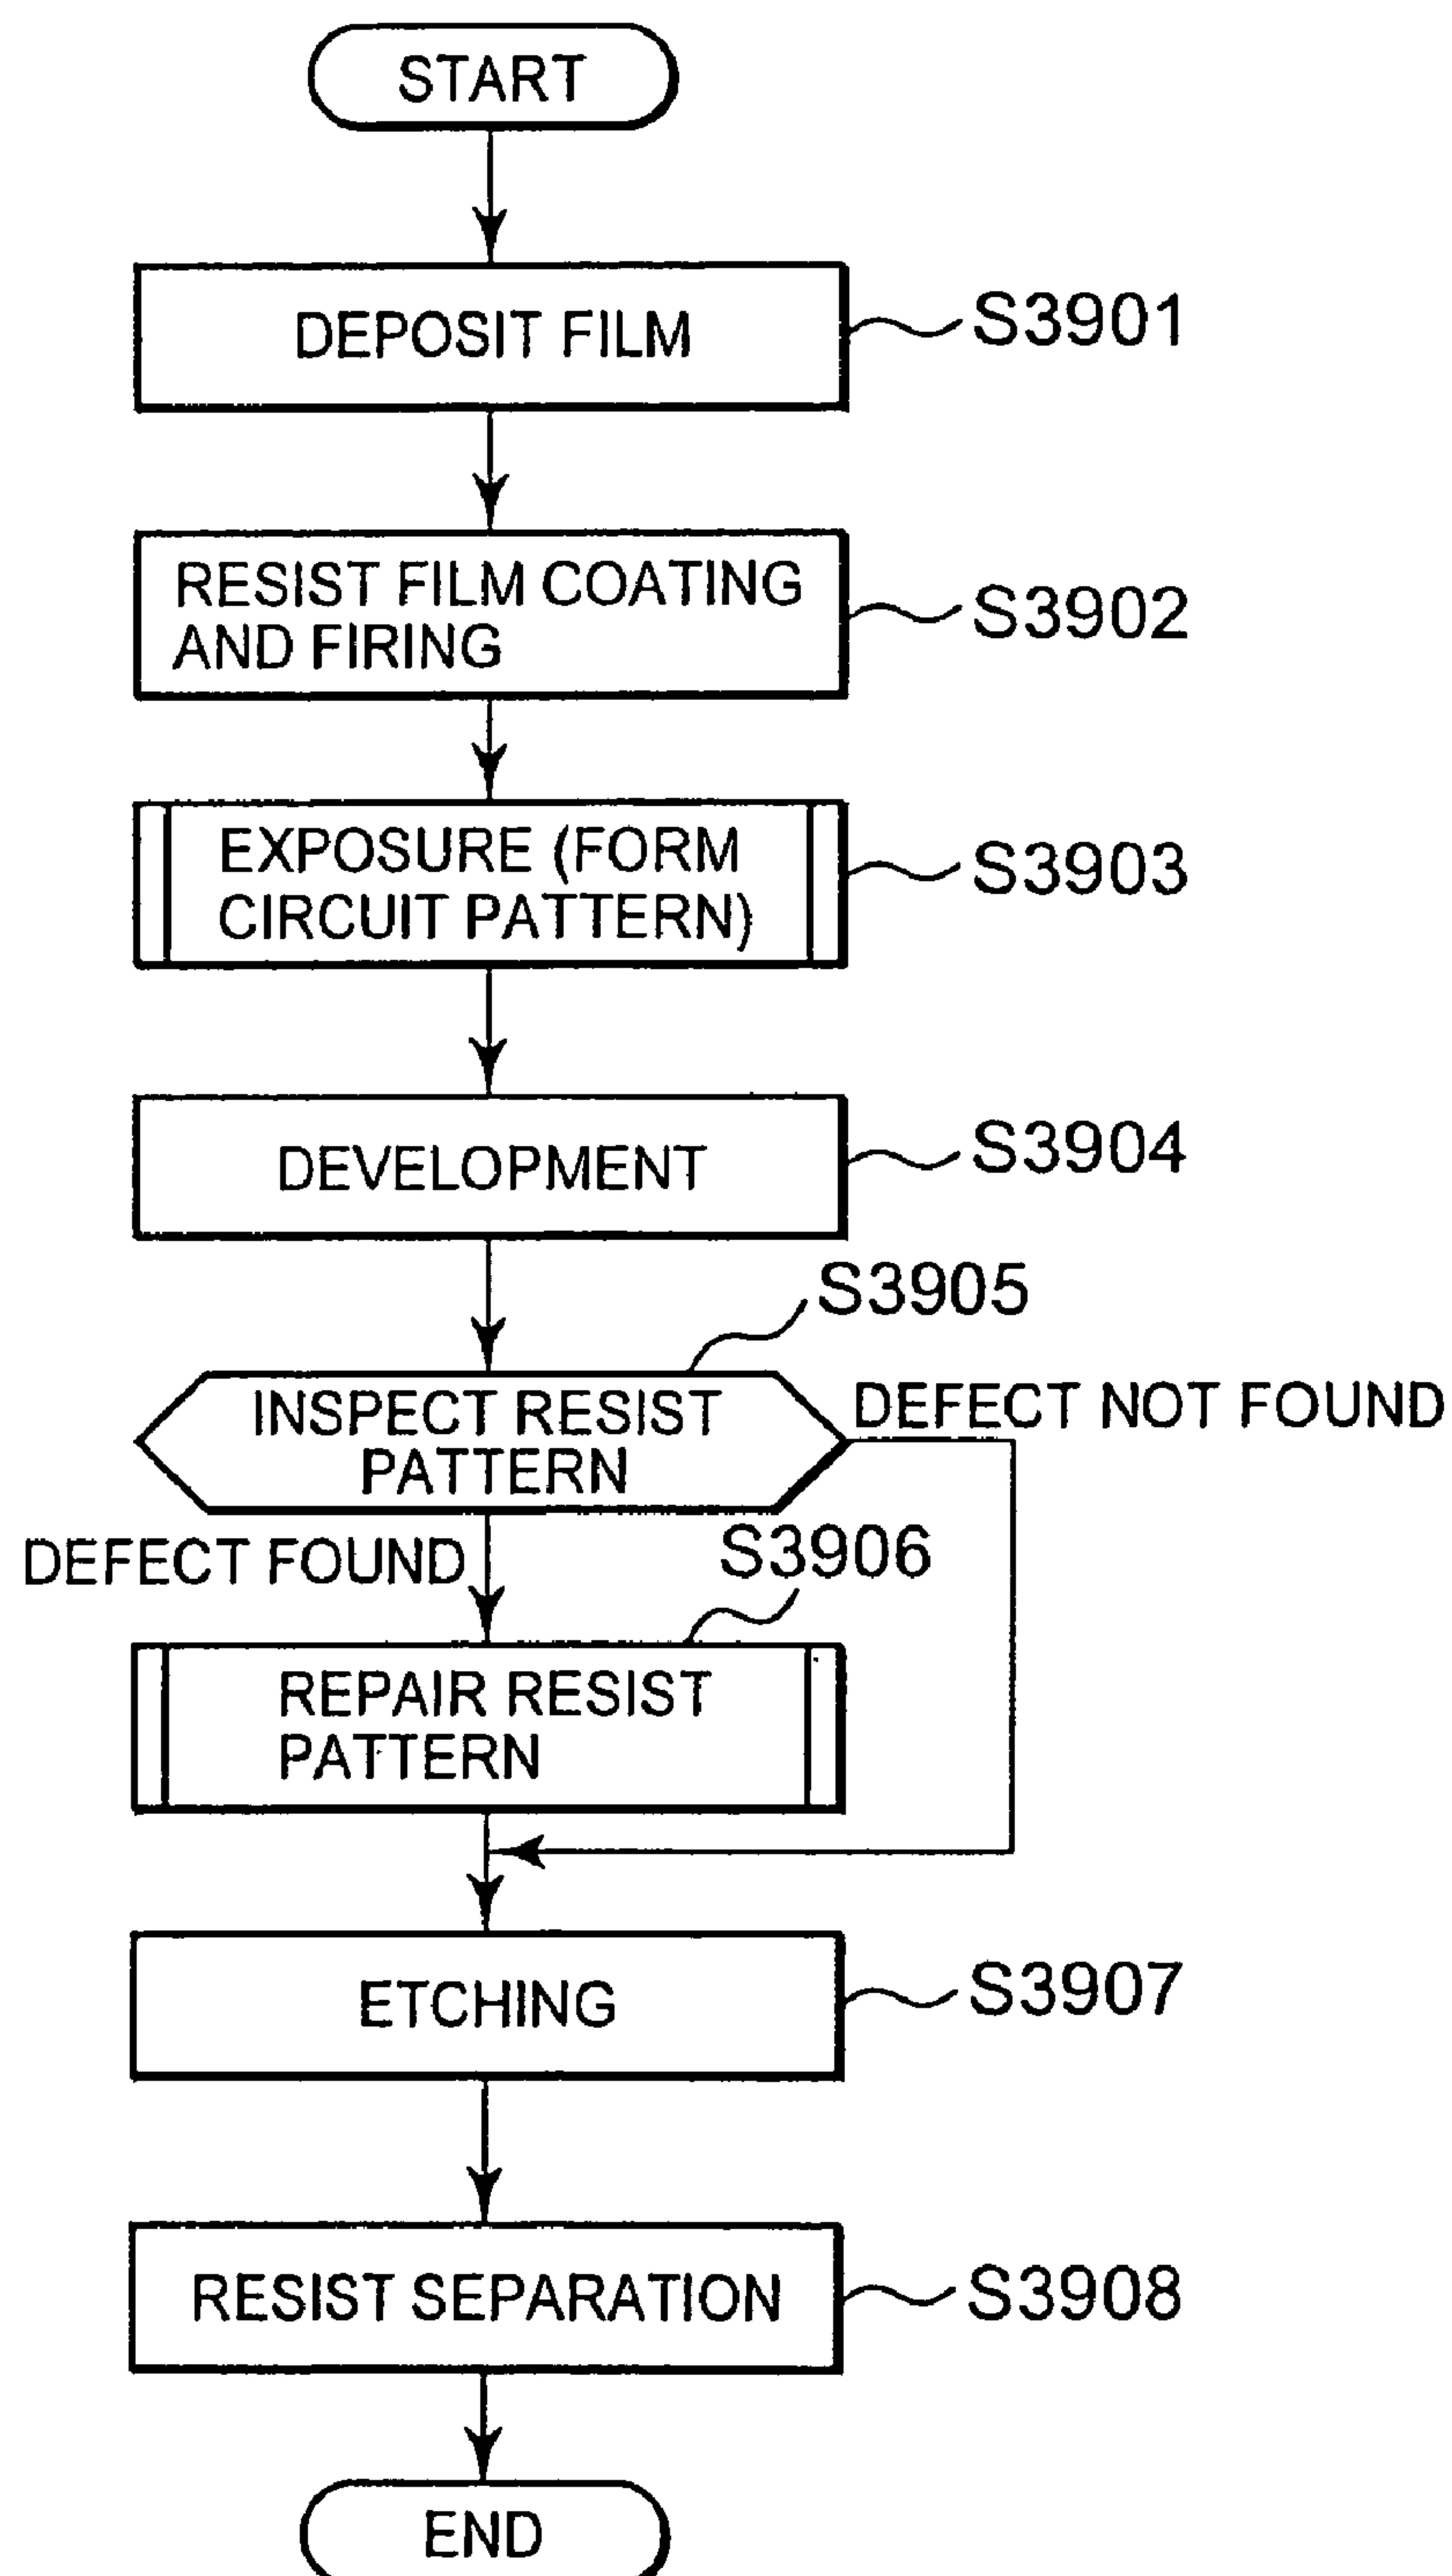 START
DEPOSIT FILM
S3901
RESIST FILM COATING
AND FIRING
S3902
EXPOSURE (FORM
CIRCUIT PATTERN)
S3903
DEVELOPMENT
S3904
S3905
INSPECT RESIST
PATTERN
DEFECT NOT FOUND
DEFECT FOUND
S3906
REPAIR RESIST
PATTERN
ETCHING
S3907
RESIST SEPARATION
S3908
END